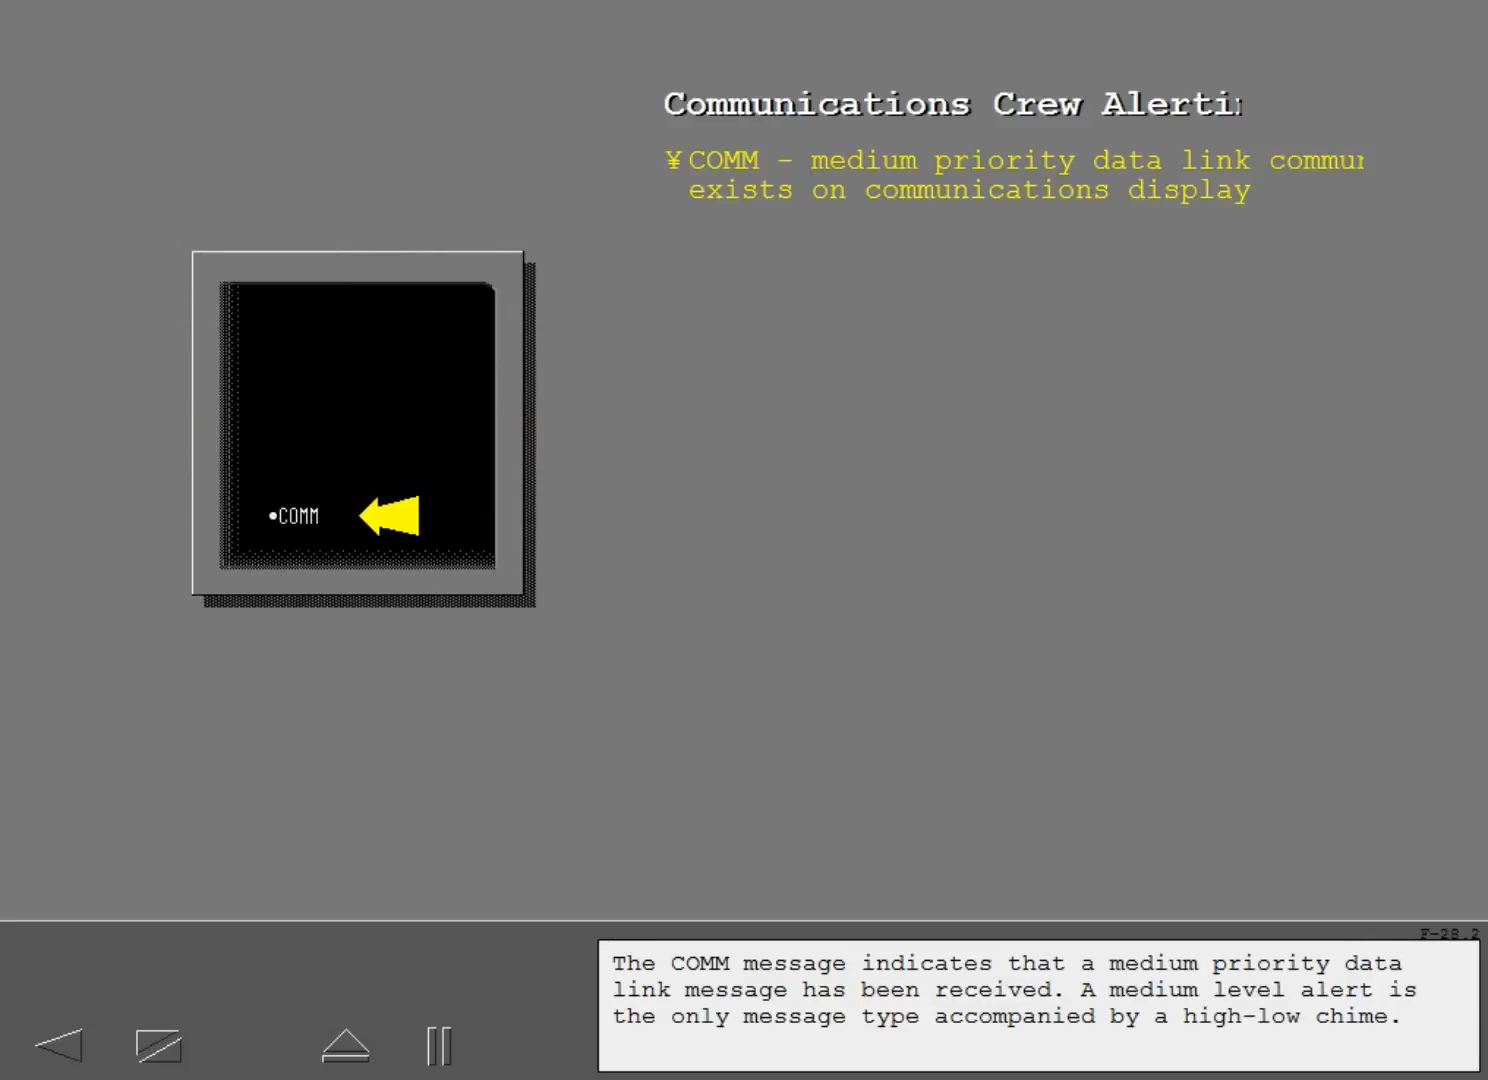 Communications Crew
¥COMM - medium priority data link
exists on communications display
•COMM
F-28.2
The COMM message indicates that a medium priority data
link message has been received. A medium level alert is
the only message type accompanied by a high-low chime.